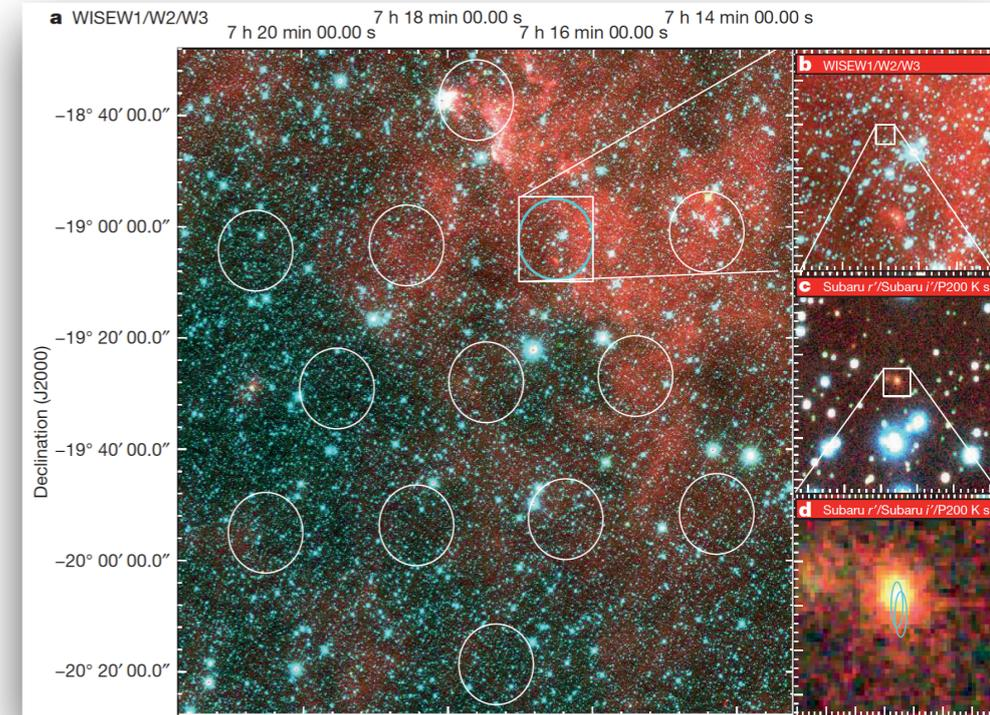 a WISEW1/W2/W3
7 h 18 min 00.00 s 7 h 14 min 00.00 s
7 h 20 min 00.00 s 7 h 16 min 00.00 s
b WISEW1/W2/W3
−18° 40′ 00.0″
−19° 00′ 00.0″
c Subaru r′/Subaru i′/P200 K s
−19° 20′ 00.0″
Declination (J2000)
−19° 40′ 00.0″
d Subaru r′/Subaru i′/P200 K s
−20° 00′ 00.0″
−20° 20′ 00.0″